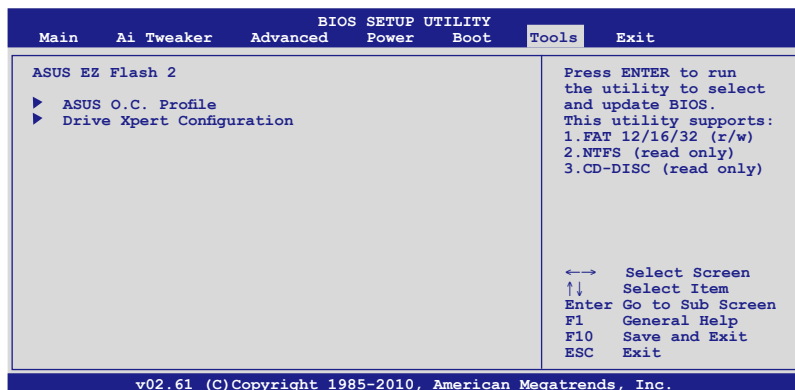 BIOS SETUP UTILITY
Main Ai Tweaker Advanced Power Boot Tools Exit
ASUS EZ Flash 2
ASUS O.C. Profile
Drive Xpert Configuration
Press ENTER to run
the utility to select
and update BIOS.
This utility supports:
1.FAT 12/16/32 (r/w)
2.NTFS (read only)
3.CD-DISC (read only)
←→ Select Screen
↑↓ Select Item
Enter Go to Sub Screen
F1 General Help
F10 Save and Exit
ESC Exit
v02.61 (C)Copyright 1985-2010, American Megatrends, Inc.